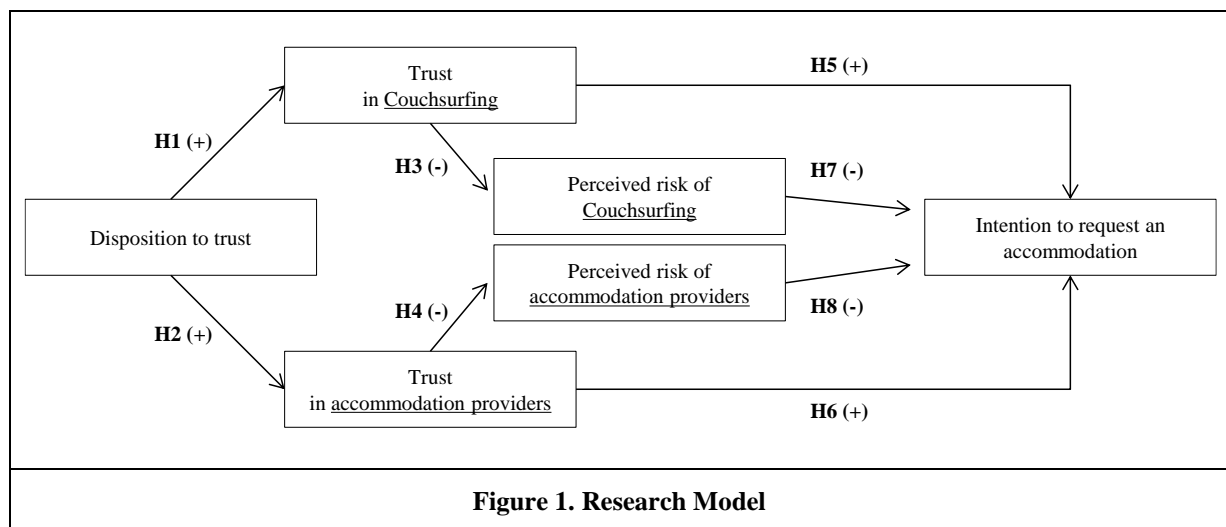 Trust
in Couchsurfing
H5 (+)
H1 (+)
H3 (-)
Perceived risk of
Couchsurfing
H7 (-)
Disposition to trust
Intention to request an
accommodation
Perceived risk of
accommodation providers
H2 (+)
H4 (-)
H8 (-)
Trust
in accommodation providers
H6 (+)
Figure 1. Research Model